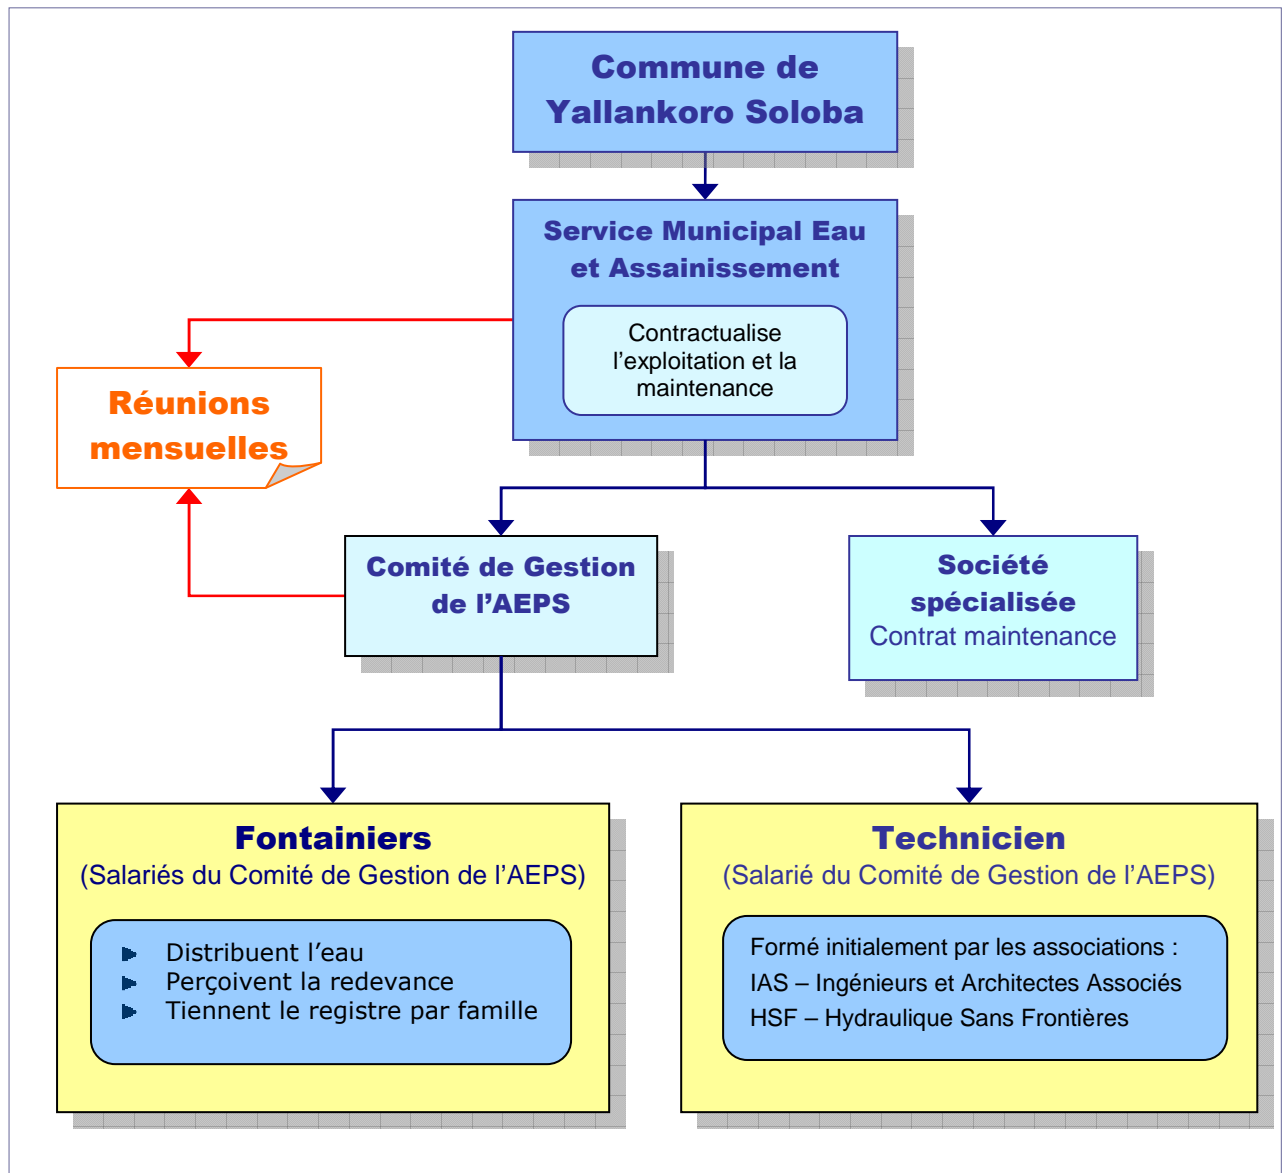 Commune de
Yallankoro Soloba
Service Municipal Eau
et Assainissement
Contractualise
l’exploitation et la
maintenance
Réunions
mensuelles
Comité de Gestion
de l’AEPS
Société
spécialisée
Contrat maintenance
Fontainiers
(Salariés du Comité de Gestion de l’AEPS)
Distribuent l’eau
Perçoivent la redevance
Tiennent le registre par famille
Technicien
(Salarié du Comité de Gestion de l’AEPS)
Formé initialement par les associations :
IAS – Ingénieurs et Architectes Associés
HSF – Hydraulique Sans Frontières